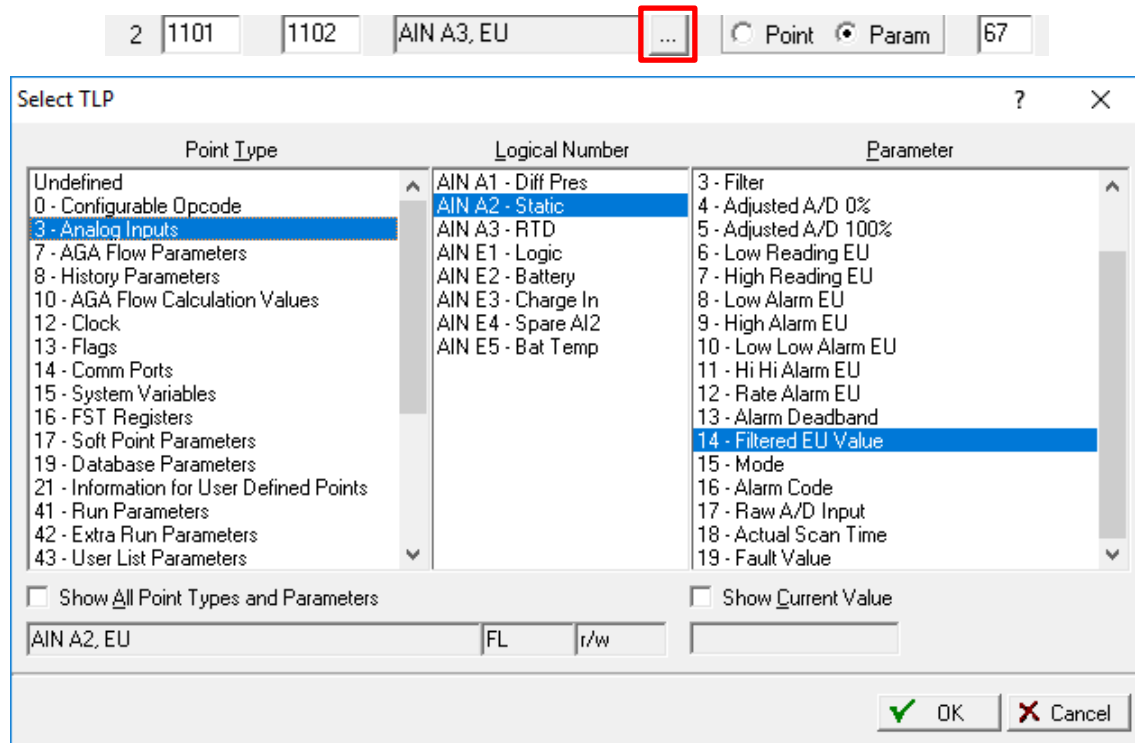 2 1101 1102 AIN A3, EU ... Point Param 67
Select TLP ? X
Point Type Logical Number Parameter
Undefined
0 - Configurable Opcode
3 - Analog Inputs
7 - AGA Flow Parameters
8 - History Parameters
10 - AGA Flow Calculation Values
12 - Clock
13 - Flags
14 - Comm Ports
15 - System Variables
16 - FST Registers
17 - Soft Point Parameters
19 - Database Parameters
21 - Information for User Defined Points
41 - Run Parameters
42 - Extra Run Parameters
43 - User List Parameters
AIN A1 - Diff Pres
AIN A2 - Static
AIN A3 - RTD
AIN E1 - Logic
AIN E2 - Battery
AIN E3 - Charge In
AIN E4 - Spare AI2
AIN E5 - Bat Temp
3 - Filter
4 - Adjusted A/D 0%
5 - Adjusted A/D 100%
6 - Low Reading EU
7 - High Reading EU
8 - Low Alarm EU
9 - High Alarm EU
10 - Low Low Alarm EU
11 - Hi Hi Alarm EU
12 - Rate Alarm EU
13 - Alarm Deadband
14 - Filtered EU Value
15 - Mode
16 - Alarm Code
17 - Raw A/D Input
18 - Actual Scan Time
19 - Fault Value
Show All Point Types and Parameters Show Current Value
AIN A2, EU FL r/w
OK Cancel